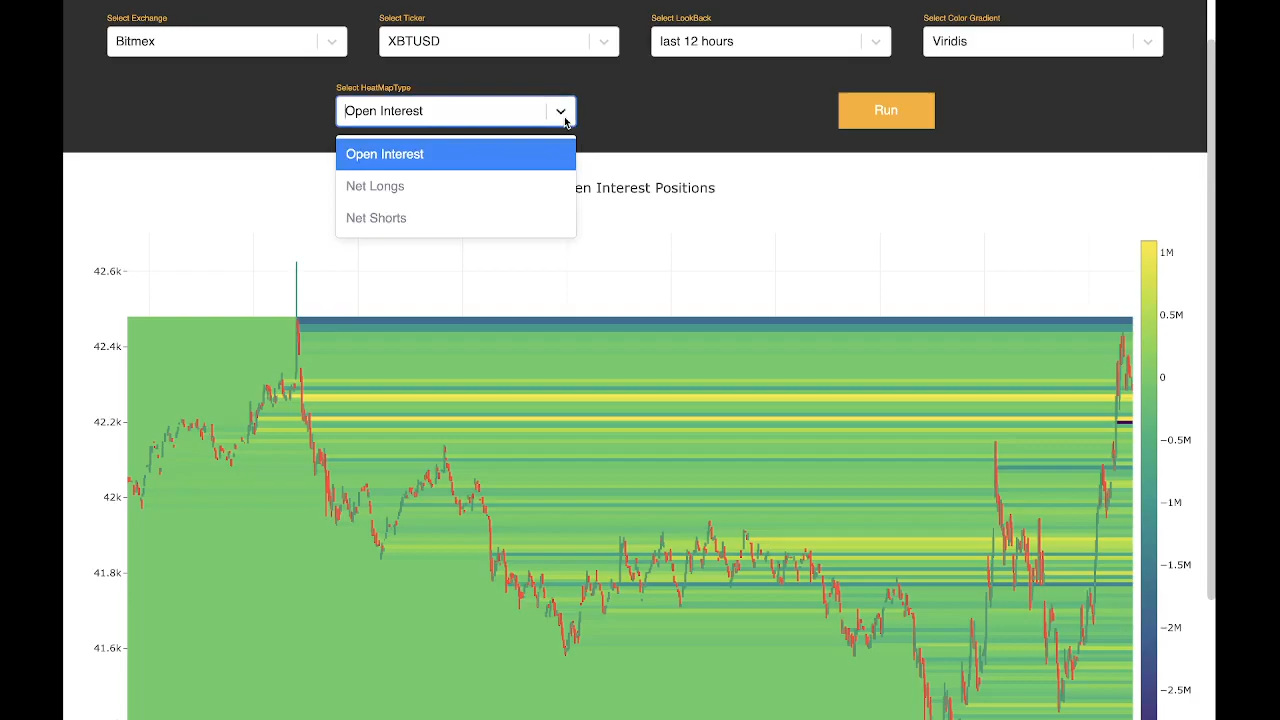 Select Exchange
Select Ticker
Select LookBack
Select Color Gradient
Bitmex
XBTUSD
last 12 hours
Viridis
Select HeatMapType
Open Interest
Run
Open Interest
Net Longs
Net Shorts
en Interest Positions
42.6k
42.4k
42.2k
42k
41.8k
41.6k
1M
0.5M
0
−0.5M
−1M
−1.5M
−2M
−2.5M